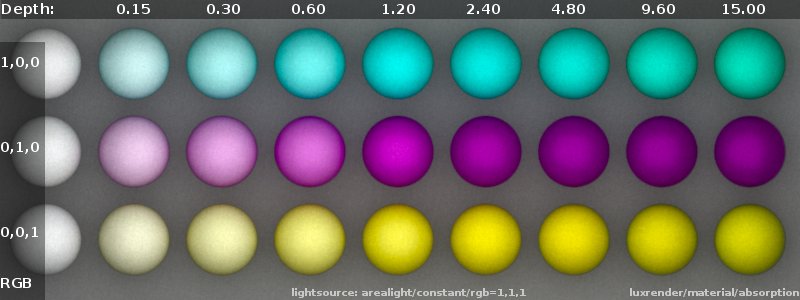 Depth: 0.15 0.30 0.60 1.20 2.40 4.80 9.60 15.00
1,0,0
0,1,0
0,0,1
RGB
lightsource: arealight/constant/rgb=1,1,1 luxrender/material/absorption